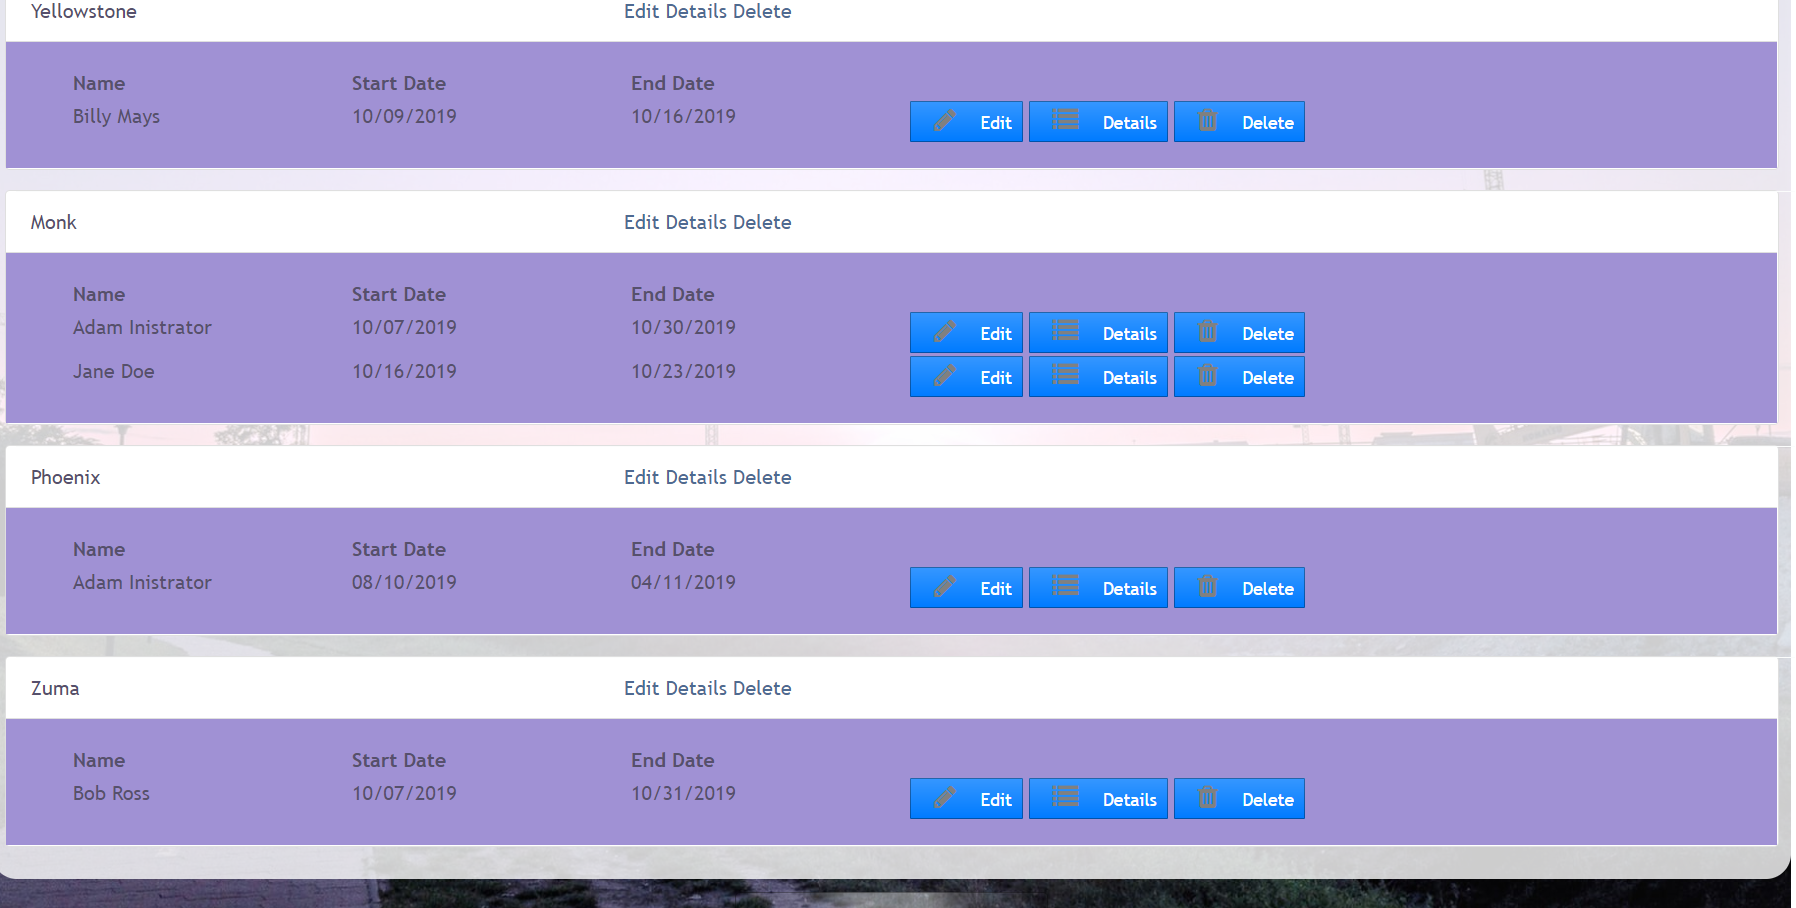 Yellowstone Edit Details Delete
Name Start Date End Date
Billy Mays 10/09/2019 10/16/2019 Edit Details Delete
Monk Edit Details Delete
Name Start Date End Date
Adam Inistrator 10/07/2019 10/30/2019 Edit Details Delete
Jane Doe 10/16/2019 10/23/2019 Edit Details Delete
Phoenix Edit Details Delete
Name Start Date End Date
Adam Inistrator 08/10/2019 04/11/2019 Edit Details Delete
Zuma Edit Details Delete
Name Start Date End Date
Bob Ross 10/07/2019 10/31/2019 Edit Details Delete